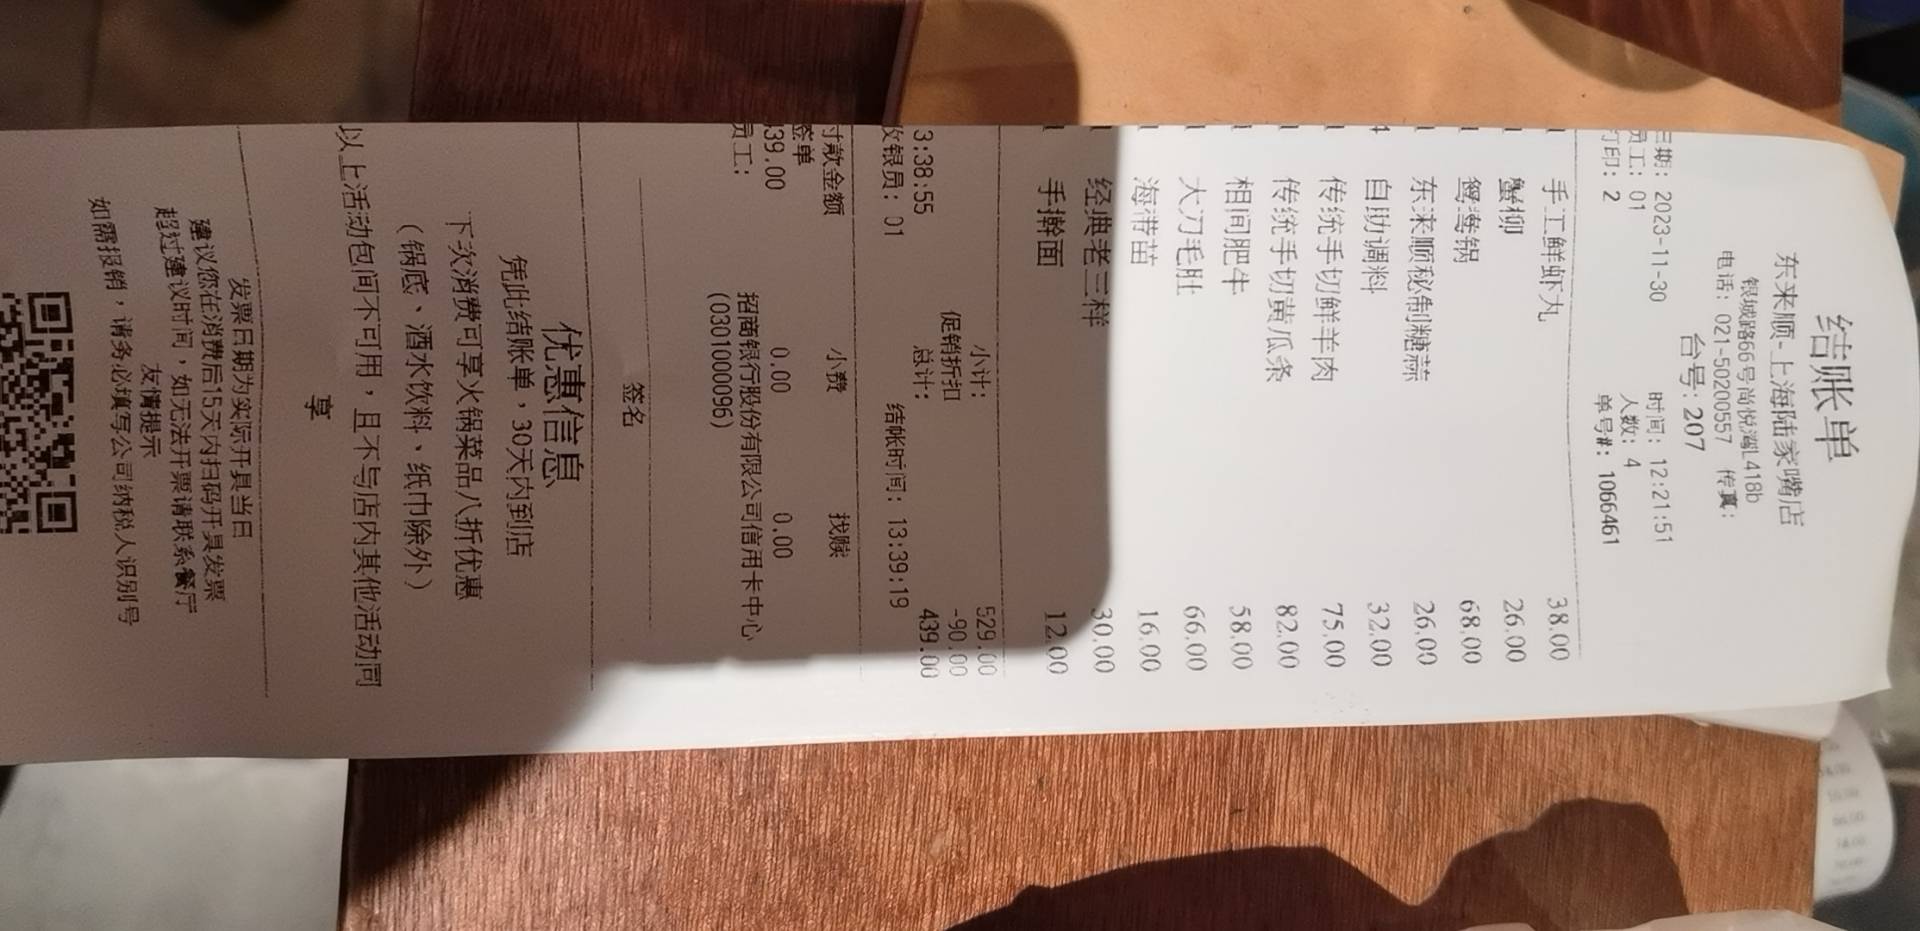 结账单
东来顺-上海陆家嘴店
银城路66号尚悦湾L418b
电话: 021-50200557 传真:
台号: 207
期: 2023-11-30 时间: 12:21:51
员工: 01 人数: 4
打印: 2 单号#: 1066461
1 手工鲜虾丸 38.00
1 蟹柳 26.00
1 鸳鸯锅 68.00
1 东来顺秘制糖蒜 26.00
4 自助调料 32.00
1 传统手切鲜羊肉 75.00
1 传统手切黄瓜条 82.00
1 相间肥牛 58.00
1 大刀毛肚 66.00
1 海带苗 16.00
1 经典老三样 30.00
1 手擀面 12.00
小计: 529.00
促销折扣 -90.00
总计: 439.00
3:38:55
收银员: 01 结帐时间: 13:39:19
付款金额 小费 找赎
签单
439.00 0.00 0.00
员工: 招商银行股份有限公司信用卡中心
(0301000096)
签名
优惠信息
凭此结账单，30天内到店
下次消费可享火锅菜品八折优惠
（锅底、酒水饮料、纸巾除外）
以上活动包间不可用，且不与店内其他活动同
享
发票日期为实际开具当日
建议您在消费后15天内扫码开具发票
超过建议时间，如无法开票请联系餐厅
友情提示
如需报销，请务必填写公司纳税人识别号